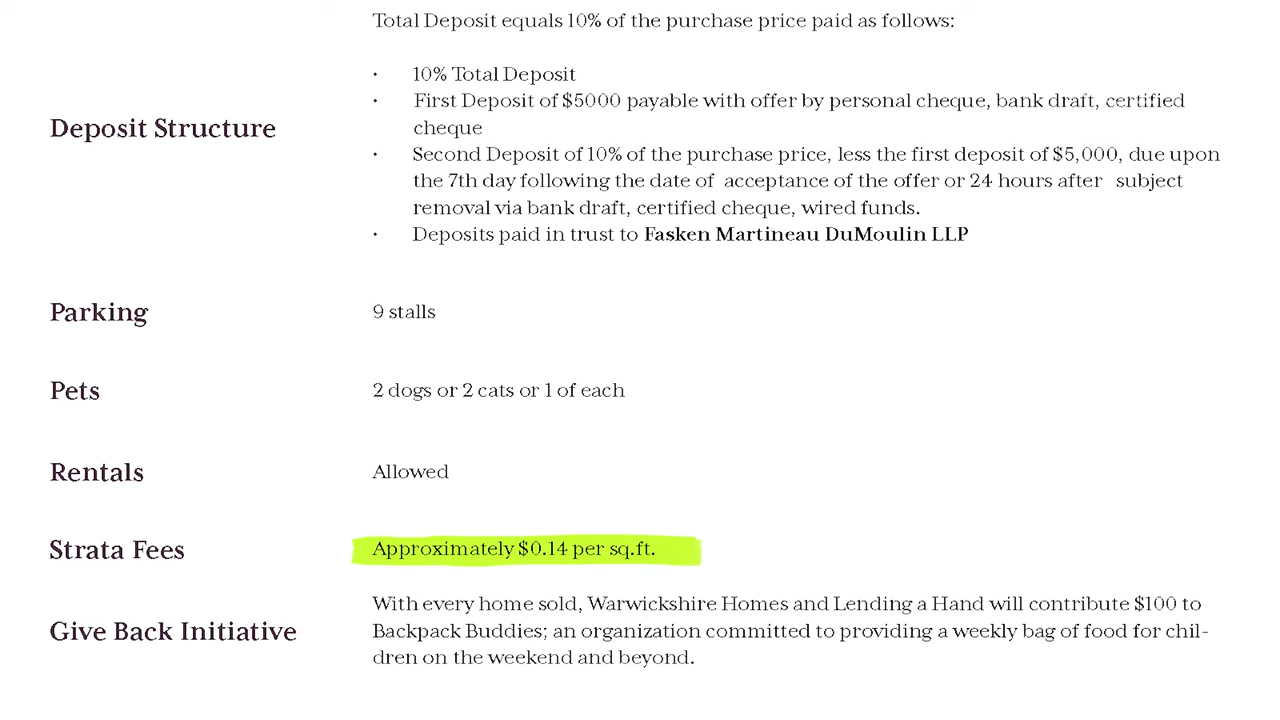 Total Deposit equals 10% of the purchase price paid as follows:
Deposit Structure
· 10% Total Deposit
· First Deposit of $5000 payable with offer by personal cheque, bank draft, certified
cheque
· Second Deposit of 10% of the purchase price, less the first deposit of $5,000, due upon
the 7th day following the date of acceptance of the offer or 24 hours after subject
removal via bank draft, certified cheque, wired funds.
· Deposits paid in trust to Fasken Martineau DuMoulin LLP
Parking
9 stalls
Pets
2 dogs or 2 cats or 1 of each
Rentals
Allowed
Strata Fees
Approximately $0.14 per sq.ft.
Give Back Initiative
With every home sold, Warwickshire Homes and Lending a Hand will contribute $100 to
Backpack Buddies; an organization committed to providing a weekly bag of food for chil-
dren on the weekend and beyond.